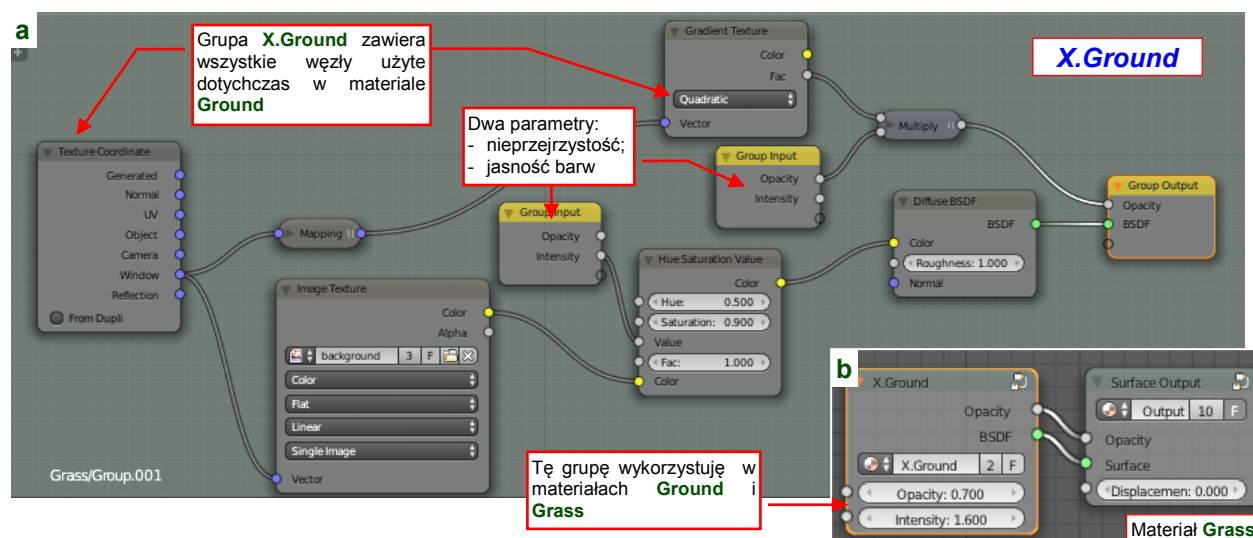 a
Grupa X.Ground zawiera
wszystkie węzły użyte
dotychczas w materiale
Ground
Gradient Texture
Color
Fac
Quadratic
Vector
X.Ground
Dwa parametry:
- nieprzejrzystość;
- jasność barw
Multiply
Texture Coordinate
Generated
Normal
UV
Object
Camera
Window
Reflection
From Dupli
Mapping
Group Input
Opacity
Intensity
Group Input
Opacity
Intensity
Group Output
Opacity
BSDF
Diffuse BSDF
BSDF
Color
Roughness: 1.000
Normal
Hue Saturation Value
Color
Hue: 0.500
Saturation: 0.900
Value
Fac: 1.000
Color
Image Texture
Color
Alpha
background 3 F
Color
Flat
Linear
Single Image
Vector
Grass/Group.001
Tę grupę wykorzystuję w
materiałach Ground i
Grass
b
X.Ground
Opacity
BSDF
X.Ground 2 F
Opacity: 0.700
Intensity: 1.600
Surface Output
Output 10 F
Opacity
Surface
Displacemen: 0.000
Materiał Grass